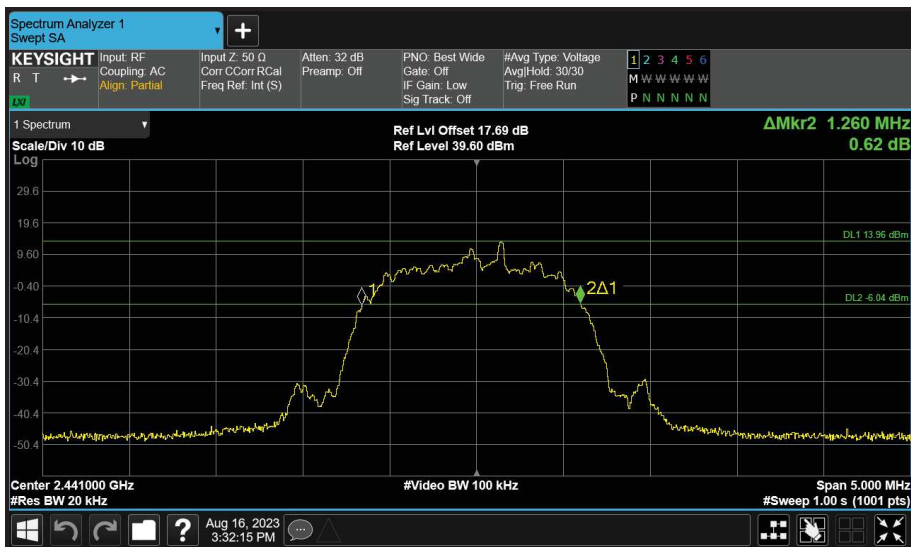 Spectrum Analyzer 1
Swept SA
+
KEYSIGHT
R T
LXI
Input: RF
Coupling: AC
Align: Partial
Input Z: 50 Ω
Corr CCorr RCal
Freq Ref: Int (S)
Atten: 32 dB
Preamp: Off
PNO: Best Wide
Gate: Off
IF Gain: Low
Sig Track: Off
#Avg Type: Voltage
Avg|Hold: 30/30
Trig: Free Run
1 2 3 4 5 6
M W W W W W
P N N N N N
1 Spectrum
Scale/Div 10 dB
Ref Lvl Offset 17.69 dB
Ref Level 39.60 dBm
ΔMkr2 1.260 MHz
0.62 dB
Log
29.6
19.6
DL1 13.96 dBm
9.60
-0.40
1
2Δ1
DL2 -6.04 dBm
-10.4
-20.4
-30.4
-40.4
-50.4
Center 2.441000 GHz
#Video BW 100 kHz
Span 5.000 MHz
#Res BW 20 kHz
#Sweep 1.00 s (1001 pts)
?
Aug 16, 2023
3:32:15 PM